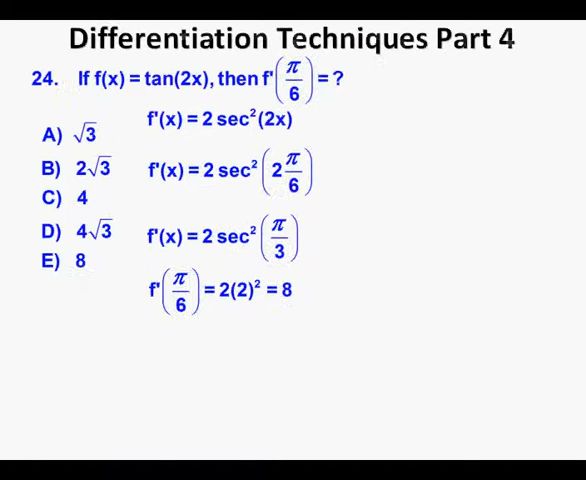 Differentiation Techniques Part 4
24. If f(x) = tan(2x), then f'(π/6) = ?
f'(x) = 2 sec²(2x)
A) √3
B) 2√3
f'(x) = 2 sec²(2 π/6)
C) 4
D) 4√3
f'(x) = 2 sec²(π/3)
E) 8
f'(π/6) = 2(2)² = 8